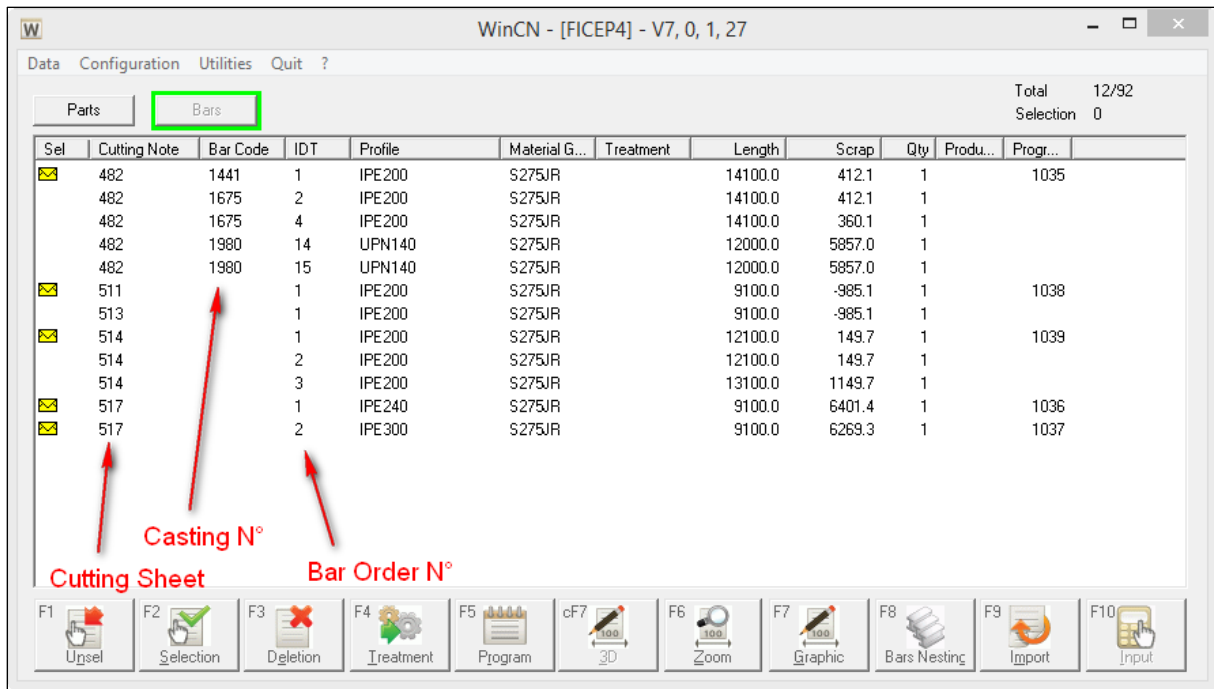 W WinCN - [FICEP4] - V7, 0, 1, 27
Data Configuration Utilities Quit ?
Total 12/92
Parts Bars
Selection 0
Sel Cutting Note Bar Code IDT Profile Material G... Treatment Length Scrap Qty Produ... Progr...
482 1441 1 IPE200 S275JR 14100.0 412.1 1 1035
482 1675 2 IPE200 S275JR 14100.0 412.1 1
482 1675 4 IPE200 S275JR 14100.0 360.1 1
482 1980 14 UPN140 S275JR 12000.0 5857.0 1
482 1980 15 UPN140 S275JR 12000.0 5857.0 1
511 1 IPE200 S275JR 9100.0 -985.1 1 1038
513 1 IPE200 S275JR 9100.0 -985.1 1
514 1 IPE200 S275JR 12100.0 149.7 1 1039
514 2 IPE200 S275JR 12100.0 149.7 1
514 3 IPE200 S275JR 13100.0 1149.7 1
517 1 IPE240 S275JR 9100.0 6401.4 1 1036
517 2 IPE300 S275JR 9100.0 6269.3 1 1037
Casting N°
Cutting Sheet
Bar Order N°
F1 F2 F3 F4 F5 cF7 F6 F7 F8 F9 F10
100 100 100
Unsel Selection Deletion Treatment Program 3D Zoom Graphic Bars Nesting Import Input